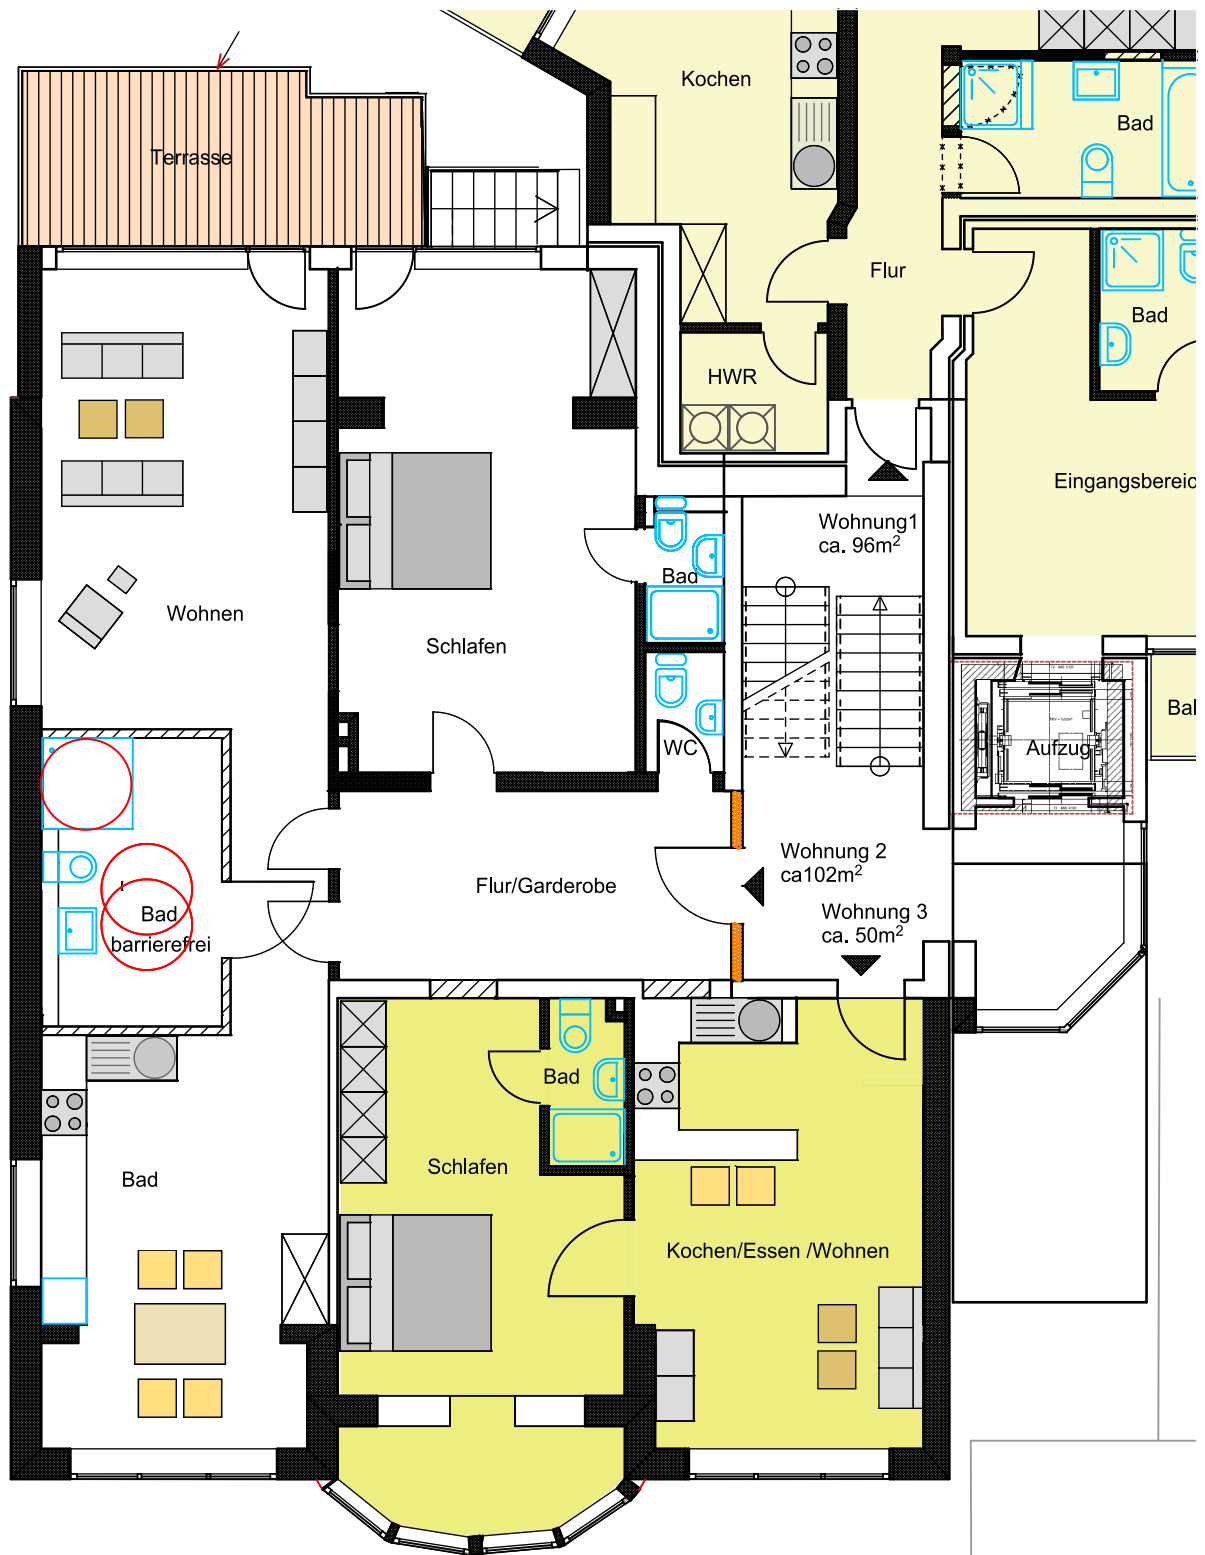 Kochen
Bad
Terrasse
Flur
Bad
HWR
Eingangsbereic
Wohnung1
ca. 96m²
Bad
Wohnen
Schlafen
Bal
WC
Aufzug
Wohnung 2
ca102m²
Flur/Garderobe
Wohnung 3
ca. 50m²
Bad
barrierefrei
Bad
Schlafen
Bad
Kochen/Essen /Wohnen